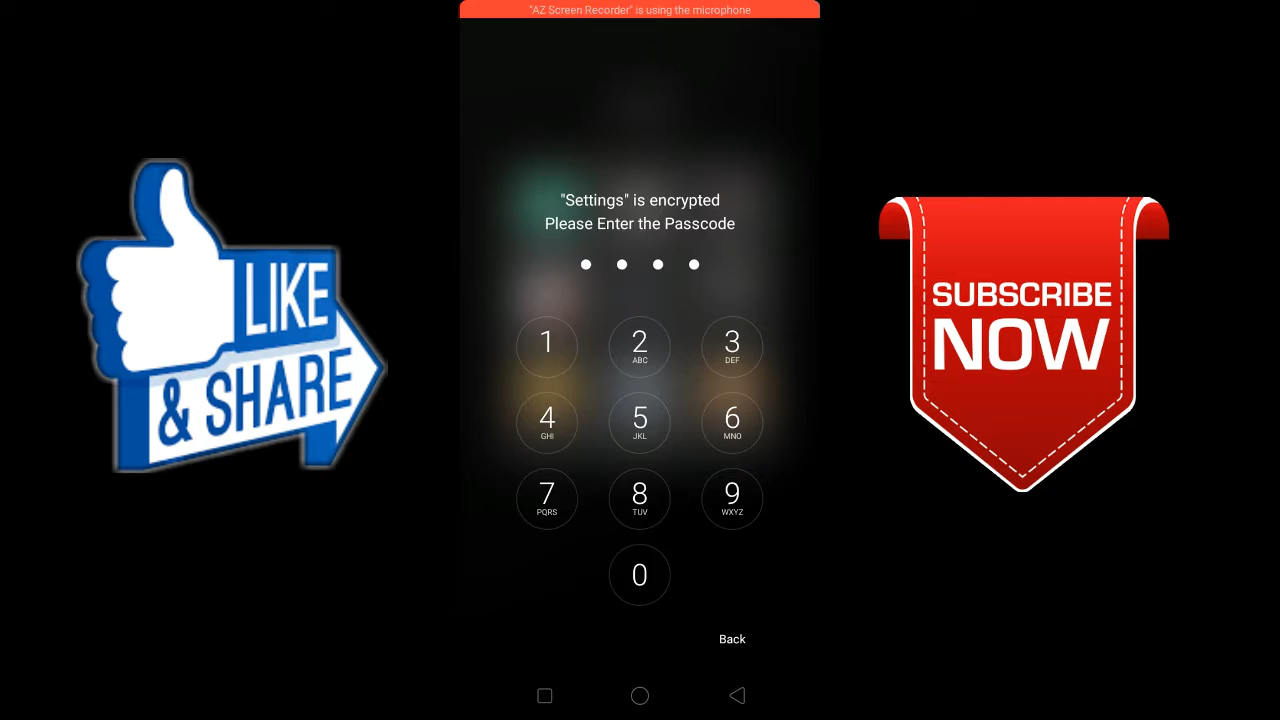 "AZ Screen Recorder" is using the microphone
"Settings" is encrypted
Please Enter the Passcode
LIKE
& SHARE
1
2
ABC
3
DEF
4
GHI
5
JKL
6
MNO
7
PQRS
8
TUV
9
WXYZ
0
Back
SUBSCRIBE
NOW